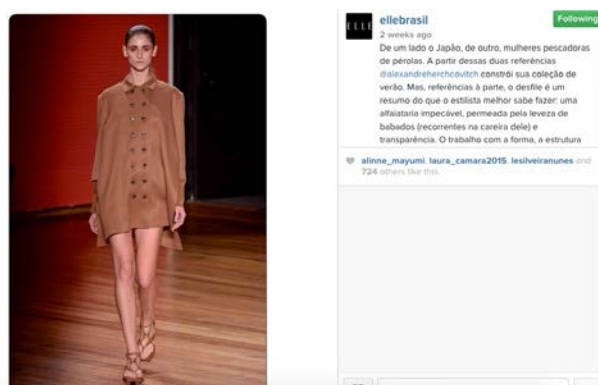 ELLE
ellebrasil
Following
2 weeks ago
De um lado o Japão, de outro, mulheres pescadoras
de pérolas. A partir dessas duas referências
@alexandreherchcovitch constrói sua coleção de
verão. Mas, referências à parte, o desfile é um
resumo do que o estilista melhor sabe fazer: uma
alfaiataria impecável, permeada pela leveza de
babados (recorrentes na careira dele) e
transparência. O trabalho com a forma, a estrutura
alinne_mayumi, laura_camara2015, lesilveiranunes and
724 others like this.